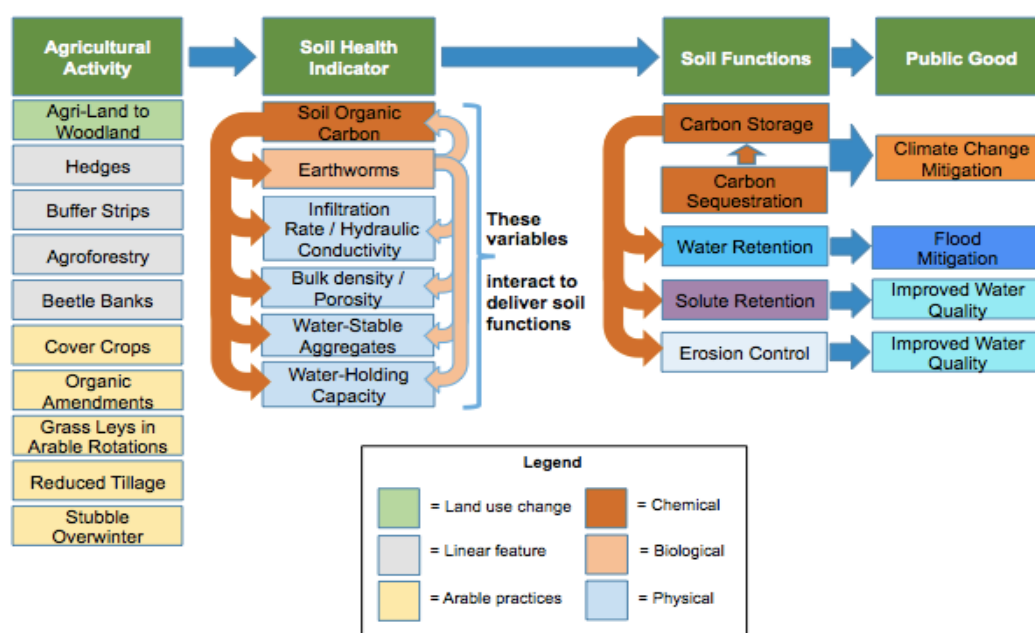 Agricultural
Activity
Soil Health
Indicator
Soil Functions
Public Good
Agri-Land to
Woodland
Hedges
Buffer Strips
Agroforestry
Beetle Banks
Cover Crops
Organic
Amendments
Grass Leys in
Arable Rotations
Reduced Tillage
Stubble
Overwinter
Soil Organic
Carbon
Earthworms
Infiltration
Rate / Hydraulic
Conductivity
Bulk density /
Porosity
Water-Stable
Aggregates
Water-Holding
Capacity
These
variables
interact to
deliver soil
functions
Carbon Storage
Carbon
Sequestration
Water Retention
Solute Retention
Erosion Control
Climate Change
Mitigation
Flood
Mitigation
Improved Water
Quality
Improved Water
Quality
Legend
= Land use change
= Linear feature
= Arable practices
= Chemical
= Biological
= Physical